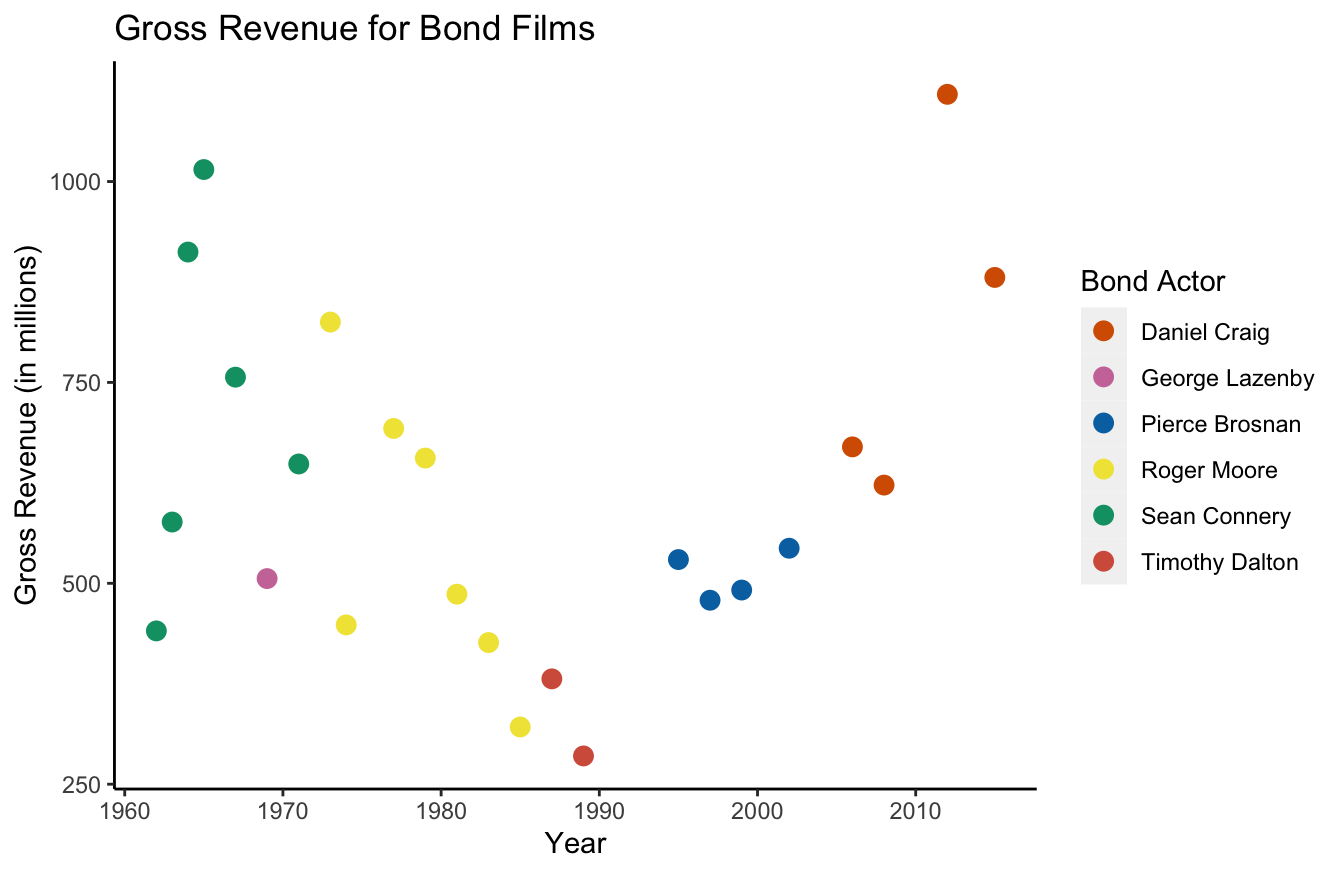 Gross Revenue for Bond Films
Gross Revenue (in millions)
1000
750
500
250
1960 1970 1980 1990 2000 2010
Year
Bond Actor
Daniel Craig
George Lazenby
Pierce Brosnan
Roger Moore
Sean Connery
Timothy Dalton